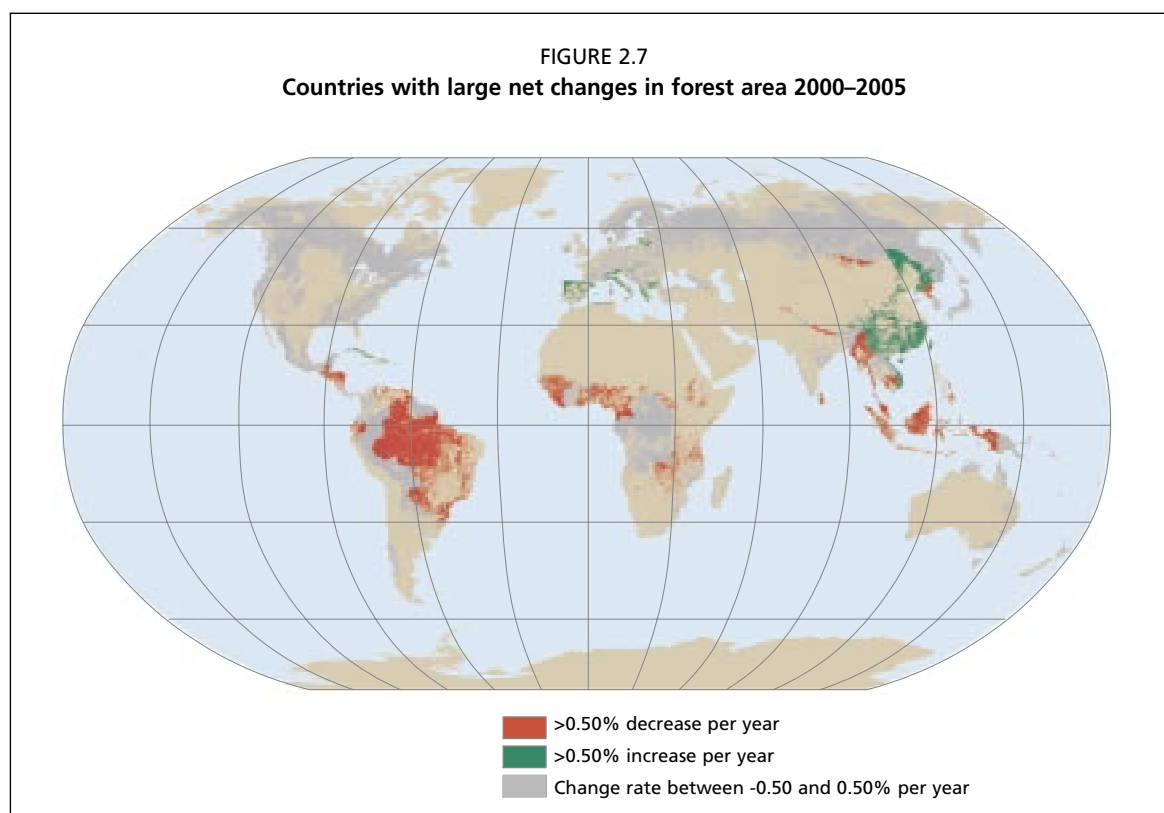 FIGURE 2.7
Countries with large net changes in forest area 2000–2005
>0.50% decrease per year
>0.50% increase per year
Change rate between -0.50 and 0.50% per year